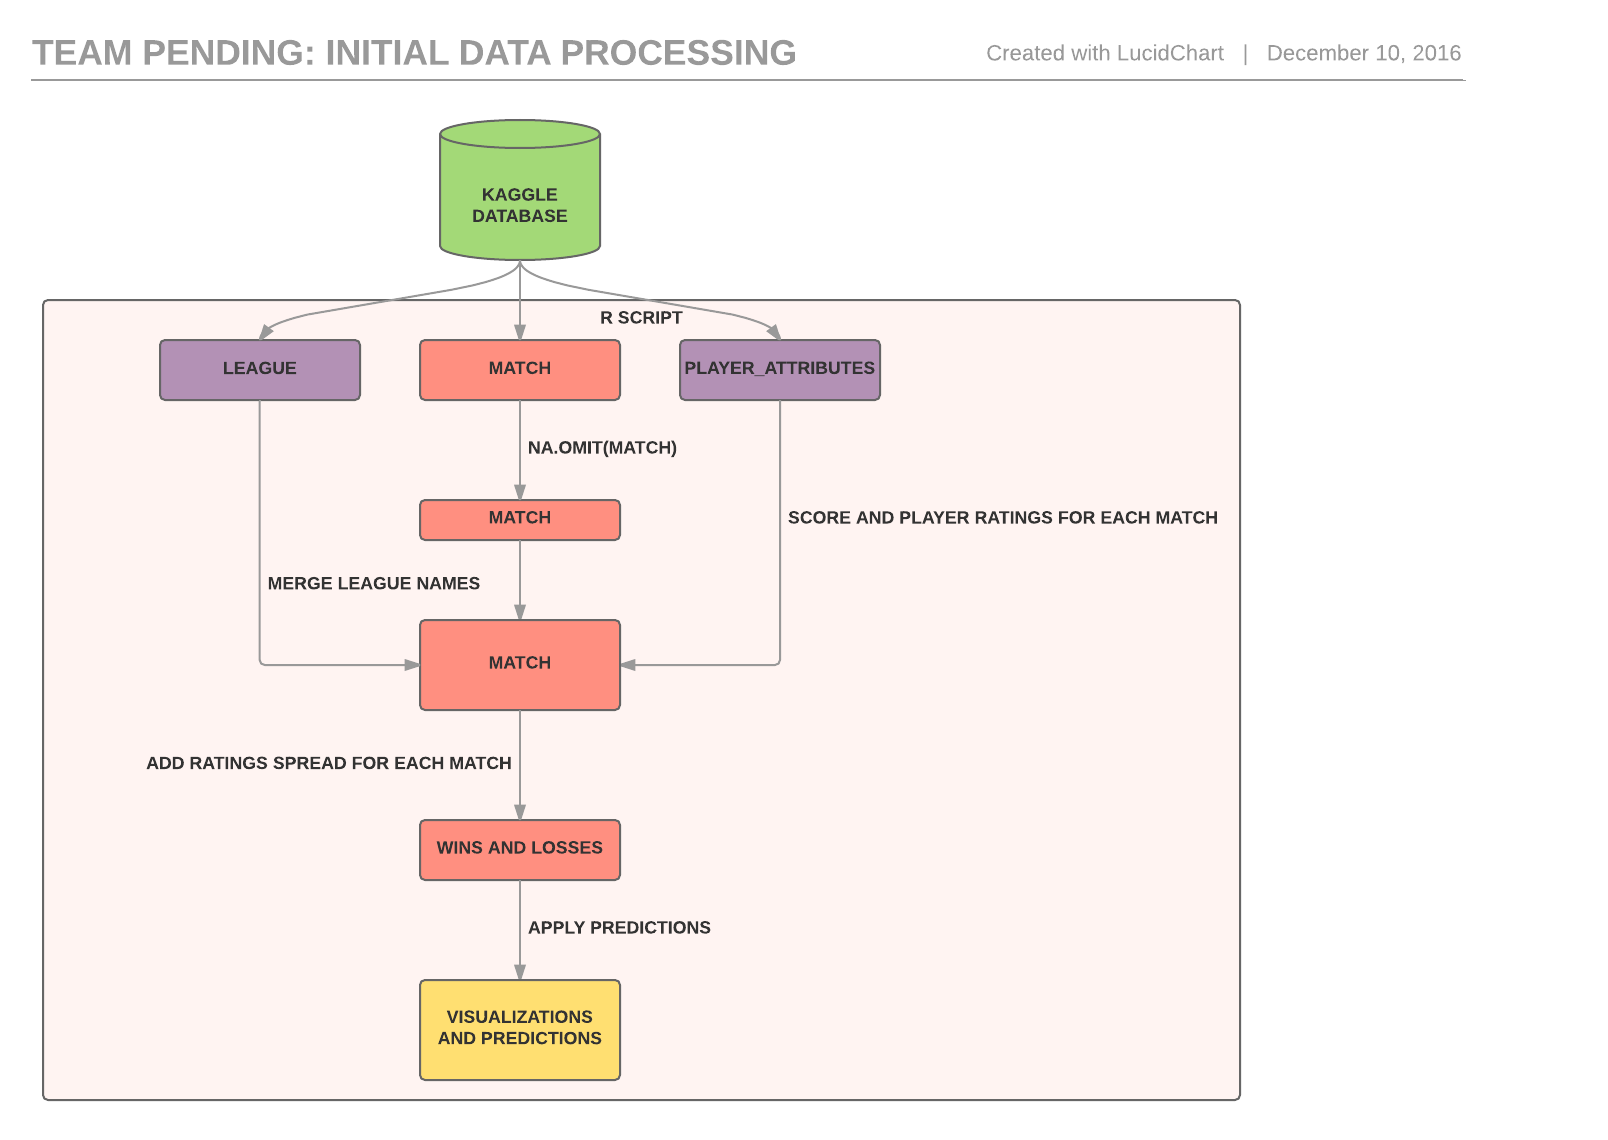 TEAM PENDING: INITIAL DATA PROCESSING
Created with LucidChart | December 10, 2016
KAGGLE
DATABASE
R SCRIPT
LEAGUE
MATCH
PLAYER_ATTRIBUTES
NA.OMIT(MATCH)
MATCH
SCORE AND PLAYER RATINGS FOR EACH MATCH
MERGE LEAGUE NAMES
MATCH
ADD RATINGS SPREAD FOR EACH MATCH
WINS AND LOSSES
APPLY PREDICTIONS
VISUALIZATIONS
AND PREDICTIONS